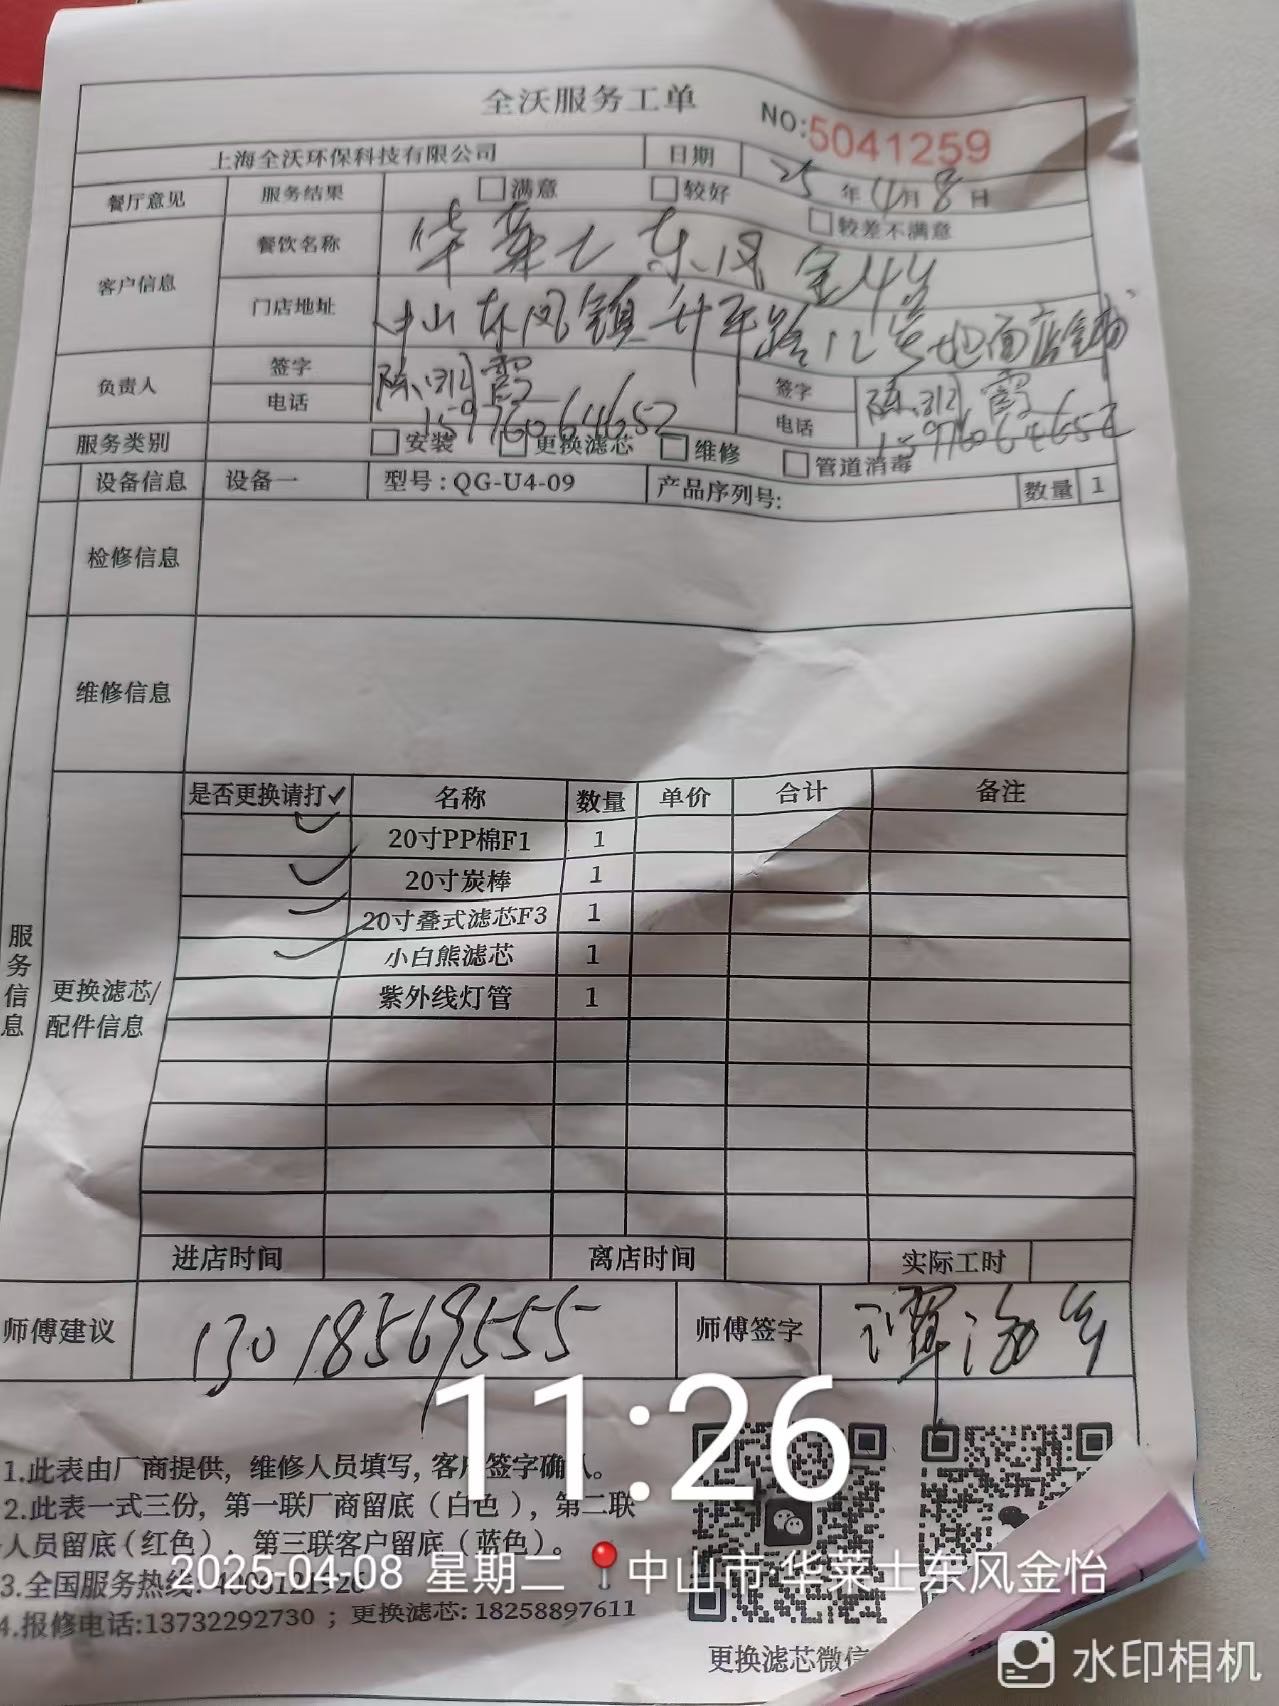 全沃服务工单
NO:5041259
上海全沃环保科技有限公司 日期 25年4月8日
餐厅意见 服务结果 □满意 □较好 □较差不满意
客户信息 餐饮名称 华莱士东风金怡
门店地址 中山东风镇升平路12号地面店
负责人 签字 陈 霞 签字 陈 霞
电话 15976064652 电话 15976064652
服务类别 □安装 □更换滤芯 □维修 □管道消毒
设备信息 设备一 型号:QG-U4-09 产品序列号: 数量 1
检修信息
维修信息
服务信息
更换滤芯/
配件信息
是否更换请打✓ 名称 数量 单价 合计 备注
✓ 20寸PP棉F1 1
✓ 20寸炭棒 1
✓ 20寸叠式滤芯F3 1
✓ 小白熊滤芯 1
紫外线灯管 1
进店时间 离店时间 实际工时
师傅建议 13018569555 师傅签字 谭
11:26
1.此表由厂商提供,维修人员填写,客户签字确认。
2.此表一式三份,第一联厂商留底(白色),第二联
人员留底(红色),第三联客户留底(蓝色)。
2025-04-08 星期二 中山市·华莱士东风金怡
3.全国服务热线:4000121926
4.报修电话:13732292730 ; 更换滤芯: 18258897611
更换滤芯微信
水印相机